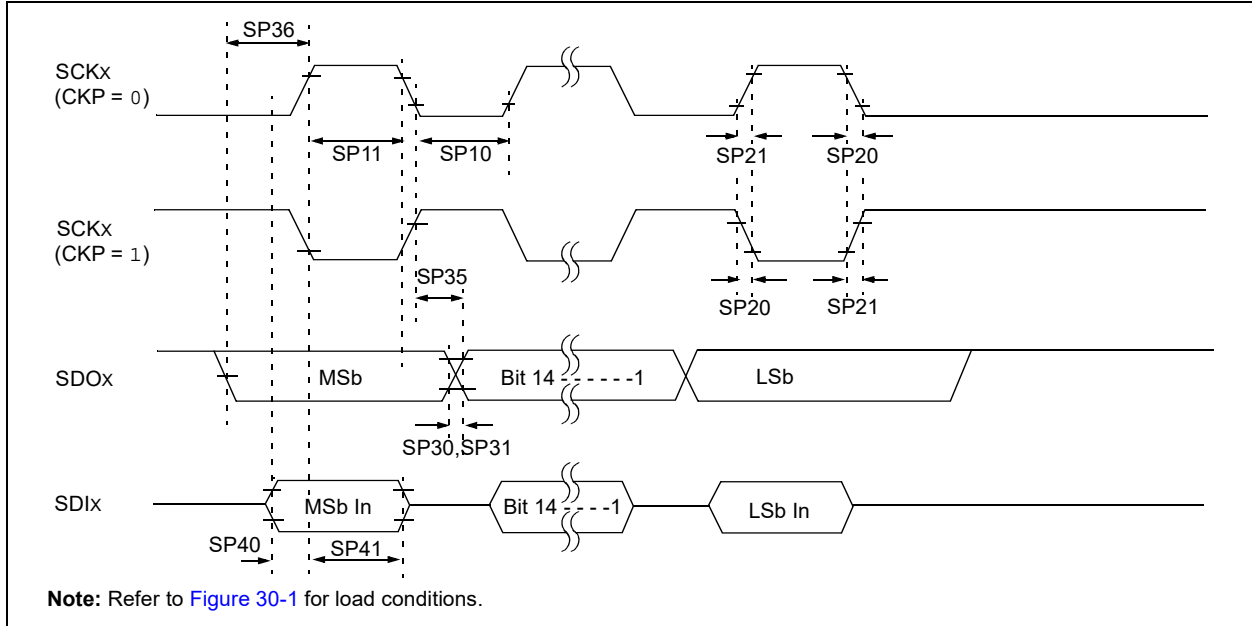 SP36
SCKx
(CKP = 0)
SP11
SP10
SP21
SP20
SCKx
(CKP = 1)
SP35
SP20
SP21
SDOx
MSb
Bit 14 - - - - - -1
LSb
SP30,SP31
SDIx
MSb In
Bit 14 - - - -1
LSb In
SP40
SP41
Note: Refer to Figure 30-1 for load conditions.